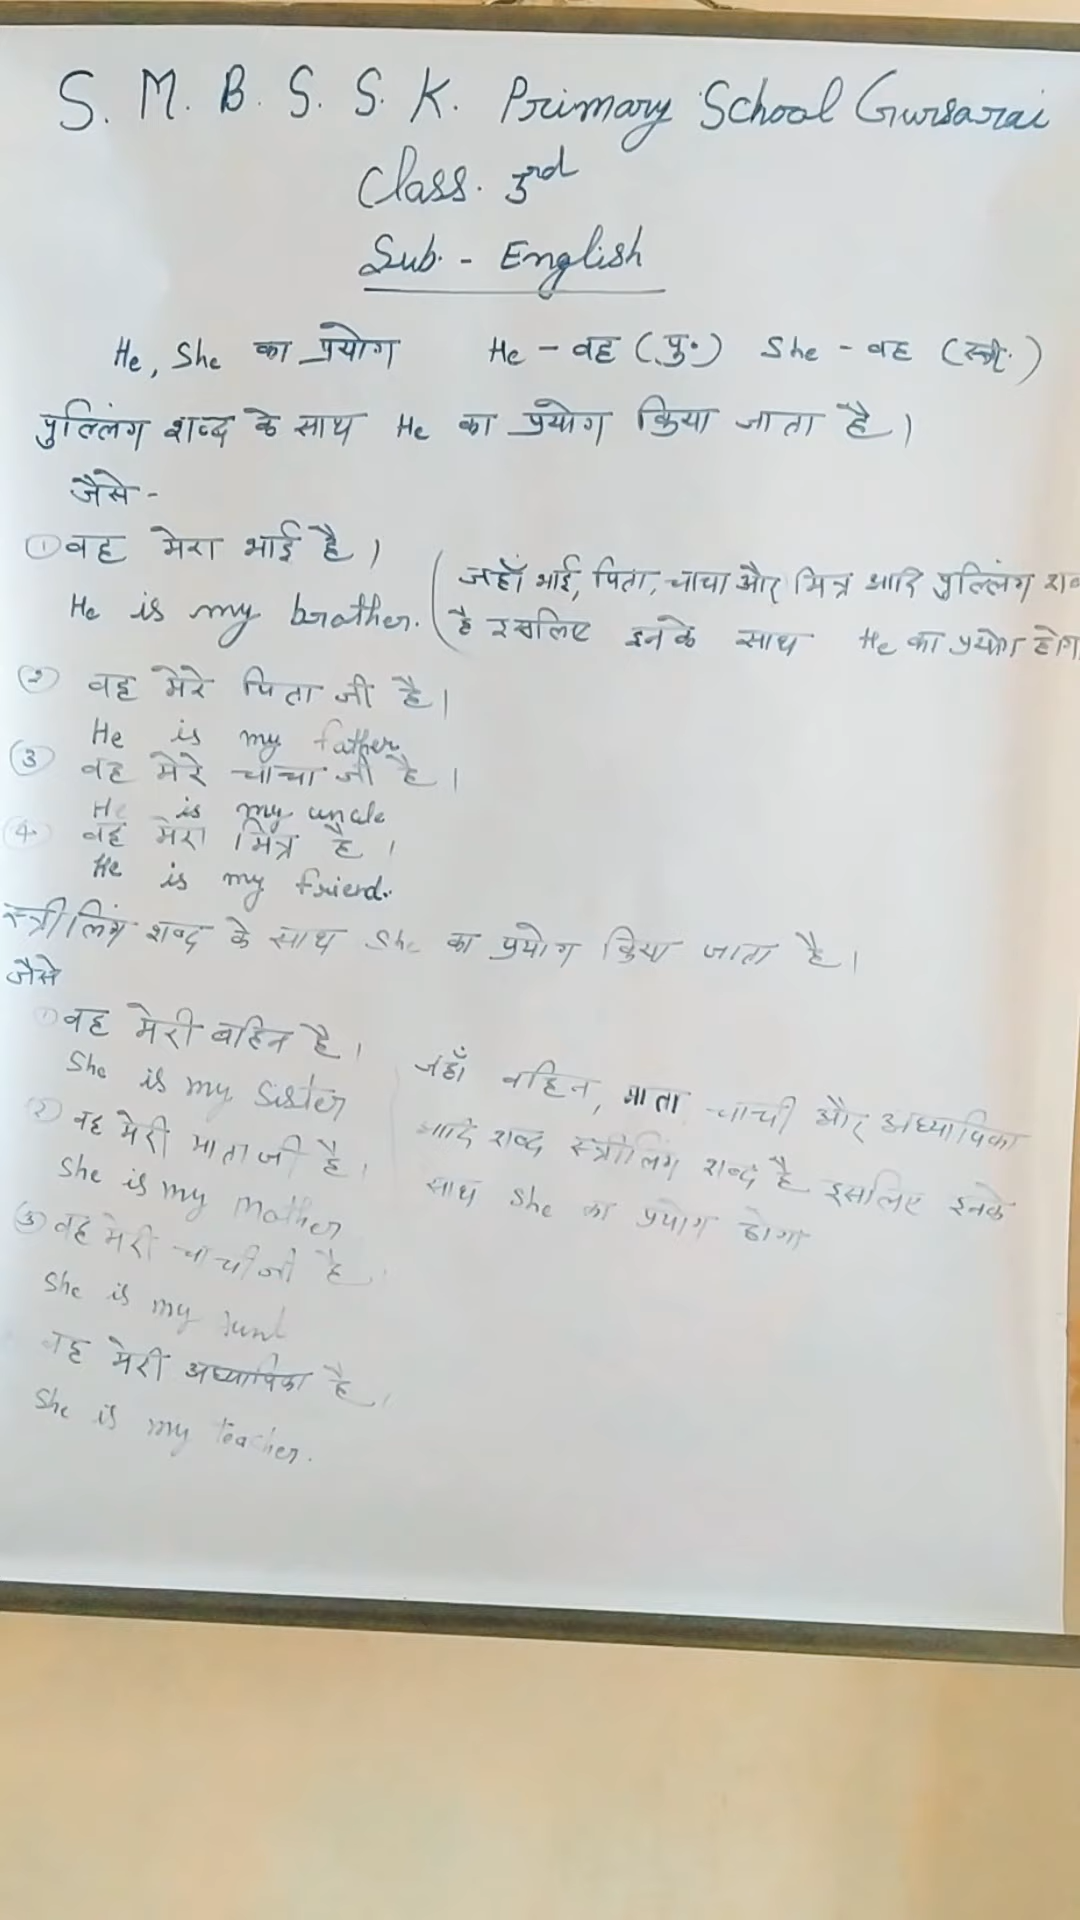 S. M. B. S. S. K. Primary School Gursarai
Class. 3rd
Sub. - English
He, She का प्रयोग He - वह (पु.) She - वह (स्त्री.)
पुल्लिंग शब्द के साथ He का प्रयोग किया जाता है।
जैसे -
① वह मेरा भाई है।
He is my brother.
(जहाँ भाई, पिता, चाचा और मित्र आदि पुल्लिंग शब्द
है इसलिए इनके साथ He का प्रयोग होगा
② वह मेरे पिता जी है।
He is my father
③ वह मेरे चाचा जी है।
He is my uncle
④ वह मेरा मित्र है।
He is my friend.
स्त्रीलिंग शब्द के साथ She का प्रयोग किया जाता है।
जैसे
① वह मेरी बहिन है।
She is my sister
② वह मेरी माता जी है।
She is my mother
③ वह मेरी चाची जी है।
She is my
वह मेरी अध्यापिका है।
She is my teacher.
जहाँ बहिन, माता चाची और अध्यापिका
आदि शब्द स्त्रीलिंग शब्द है इसलिए इनके
साथ She का प्रयोग होगा